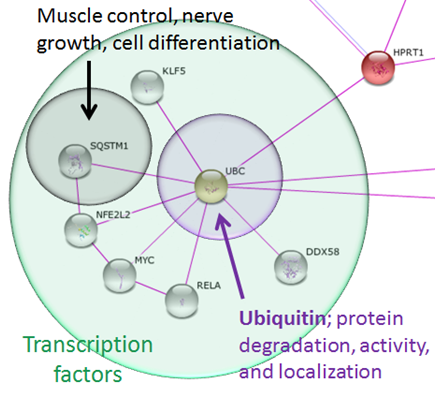 Muscle control, nerve
growth, cell differentiation
HPRT1
KLF5
SQSTM1
UBC
NFE2L2
DDX58
MYC
RELA
Ubiquitin; protein
degradation, activity,
and localization
Transcription
factors